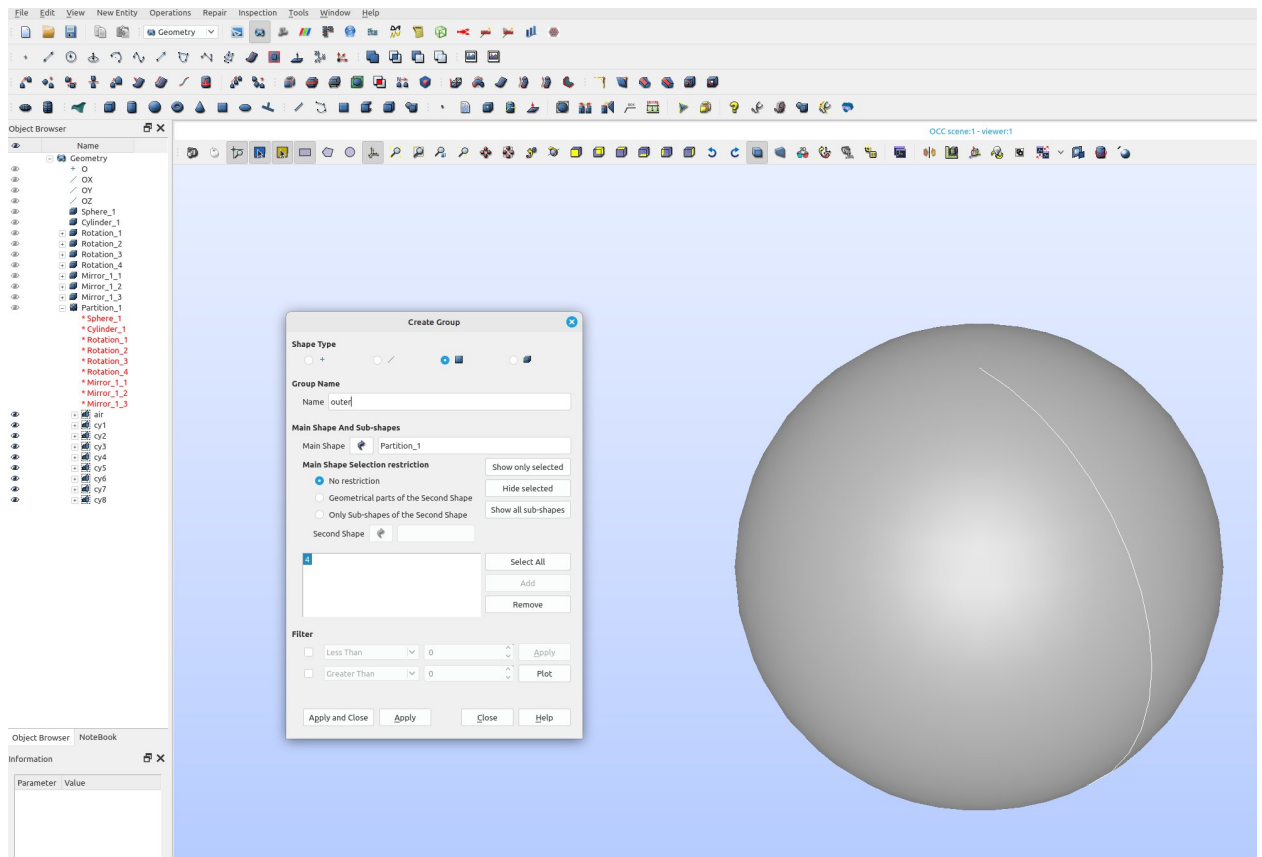 File Edit View New Entity Operations Repair Inspection Tools Window Help
Geometry
Object Browser
OCC scene:1 - viewer:1
Name
Geometry
O
OX
OY
OZ
Sphere_1
Cylinder_1
Rotation_1
Rotation_2
Rotation_3
Rotation_4
Mirror_1_1
Mirror_1_2
Mirror_1_3
Partition_1
* Sphere_1
* Cylinder_1
* Rotation_1
* Rotation_2
* Rotation_3
* Rotation_4
* Mirror_1_1
* Mirror_1_2
* Mirror_1_3
air
cy1
cy2
cy3
cy4
cy5
cy6
cy7
cy8
Create Group
Shape Type
Group Name
Name outer
Main Shape And Sub-shapes
Main Shape Partition_1
Main Shape Selection restriction Show only selected
No restriction Hide selected
Geometrical parts of the Second Shape
Only Sub-shapes of the Second Shape Show all sub-shapes
Second Shape
4 Select All
Add
Remove
Filter
Less Than 0 Apply
Greater Than 0 Plot
Apply and Close Apply Close Help
Object Browser NoteBook
Information
Parameter Value